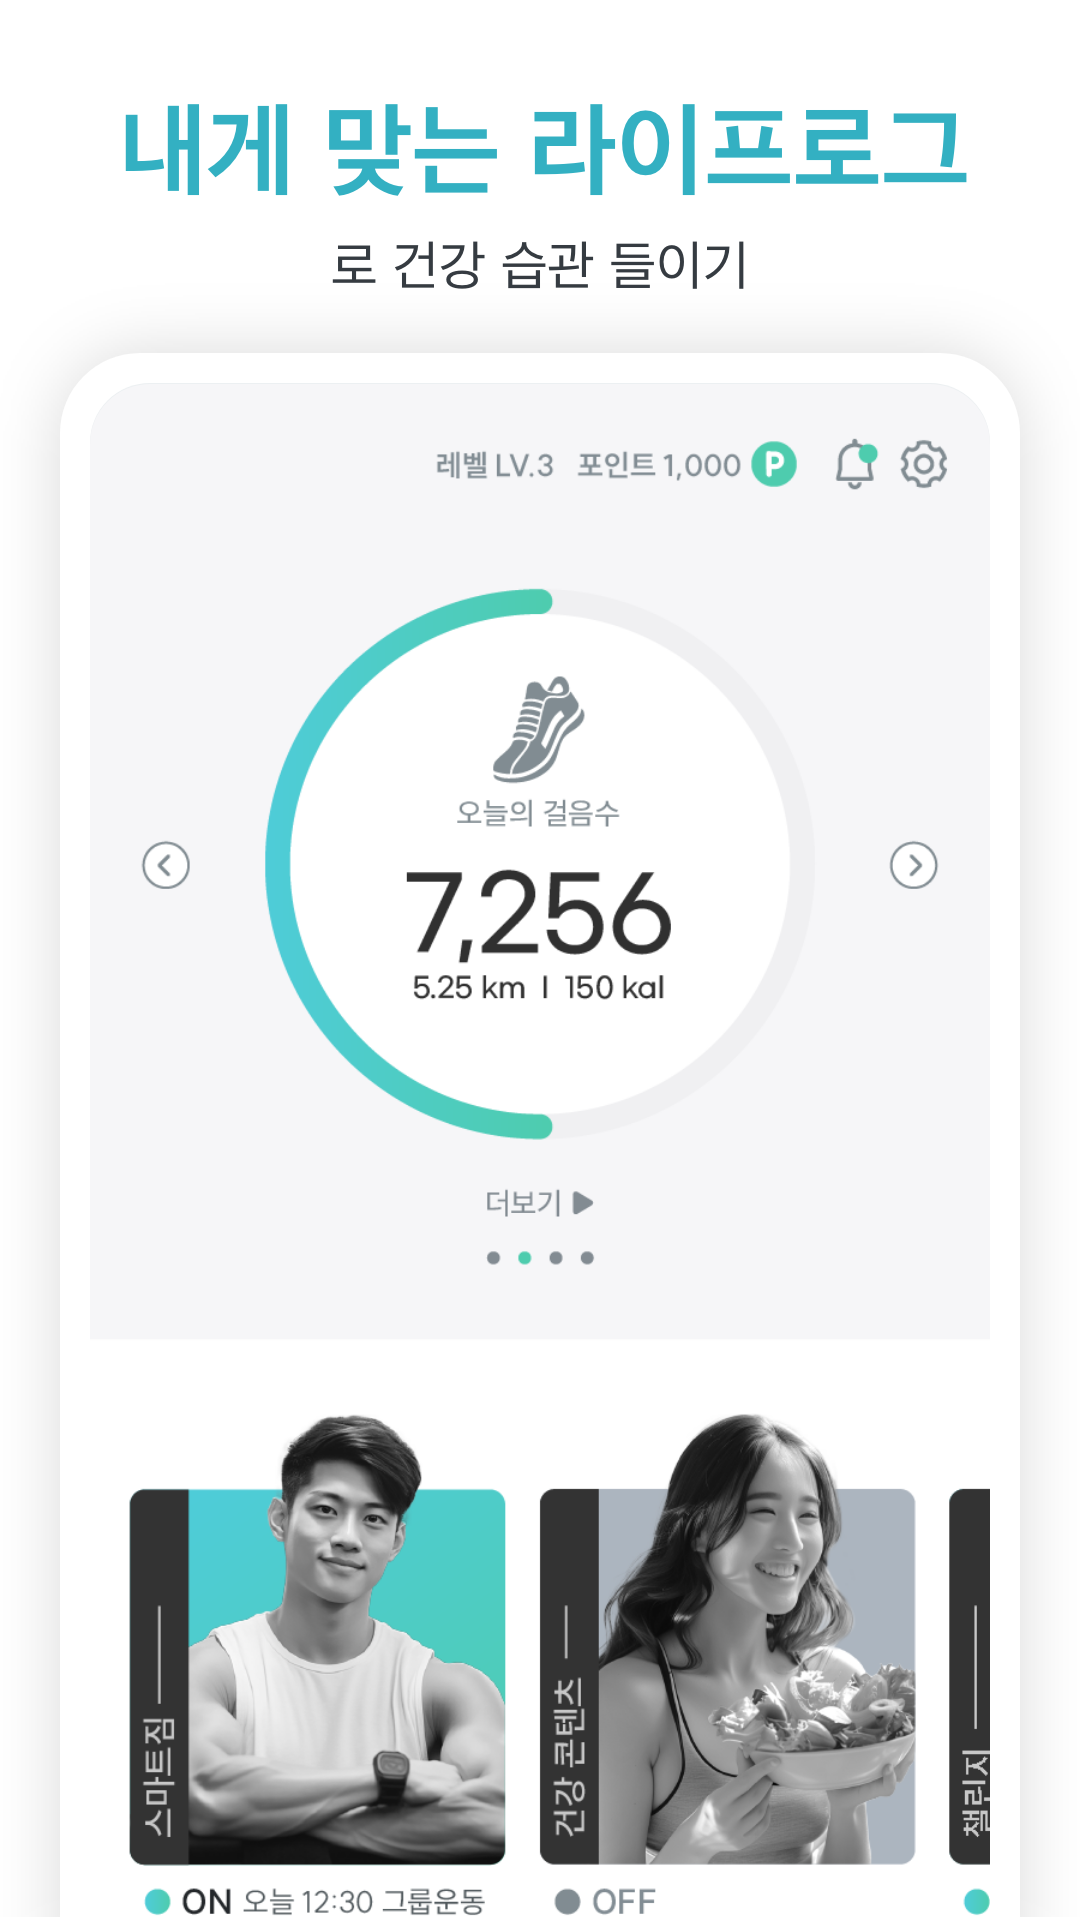 내게 맞는 라이프로그
로 건강 습관 들이기
레벨 LV.3 포인트 1,000 P
오늘의 걸음수
7,256
5.25 km | 150 kal
더보기
스마트짐
건강 콘텐츠
챌린지
ON 오늘 12:30 그룹운동
OFF